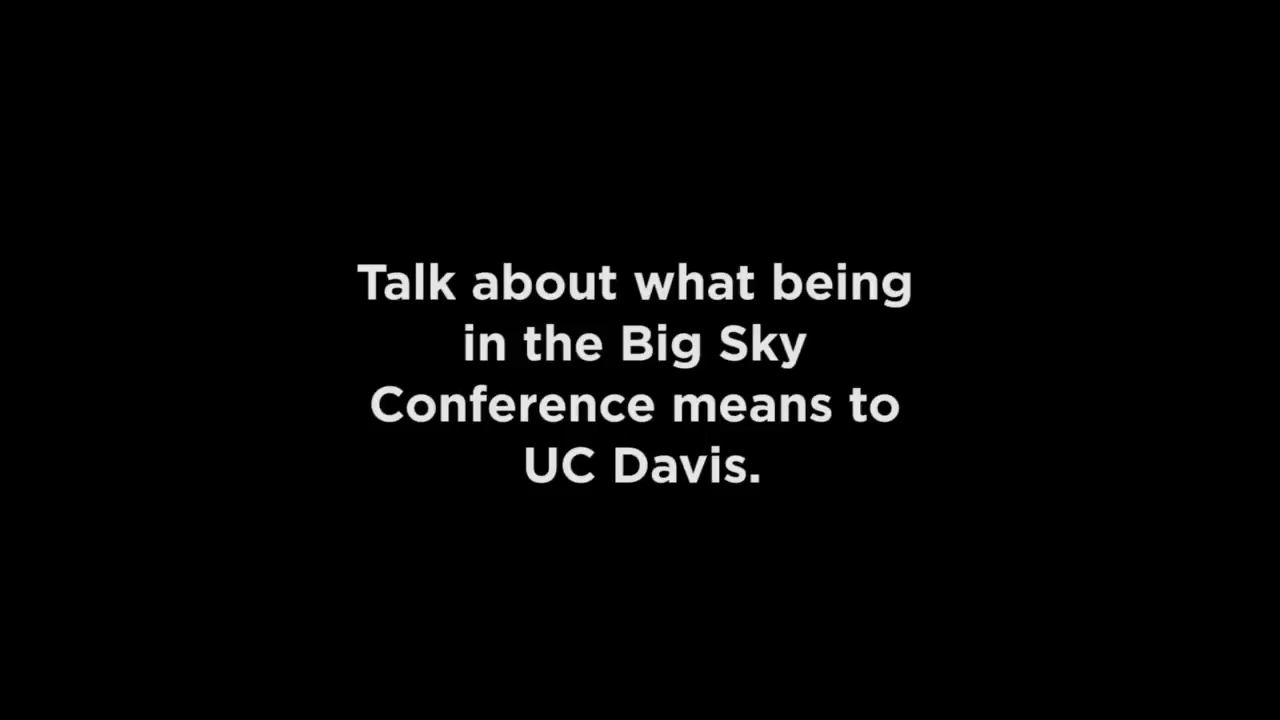 Talk about what being
in the Big Sky
Conference means to
UC Davis.